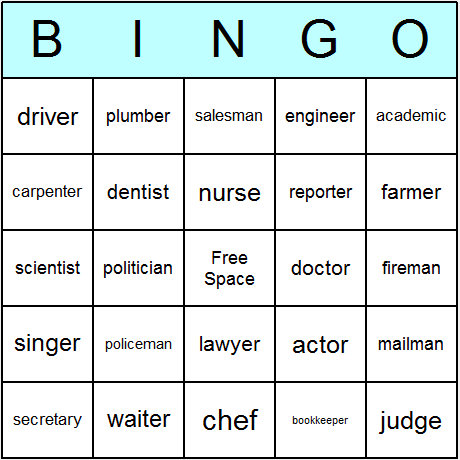 B I N G O
driver plumber salesman engineer academic
carpenter dentist nurse reporter farmer
scientist politician Free Space doctor fireman
singer policeman lawyer actor mailman
secretary waiter chef bookkeeper judge